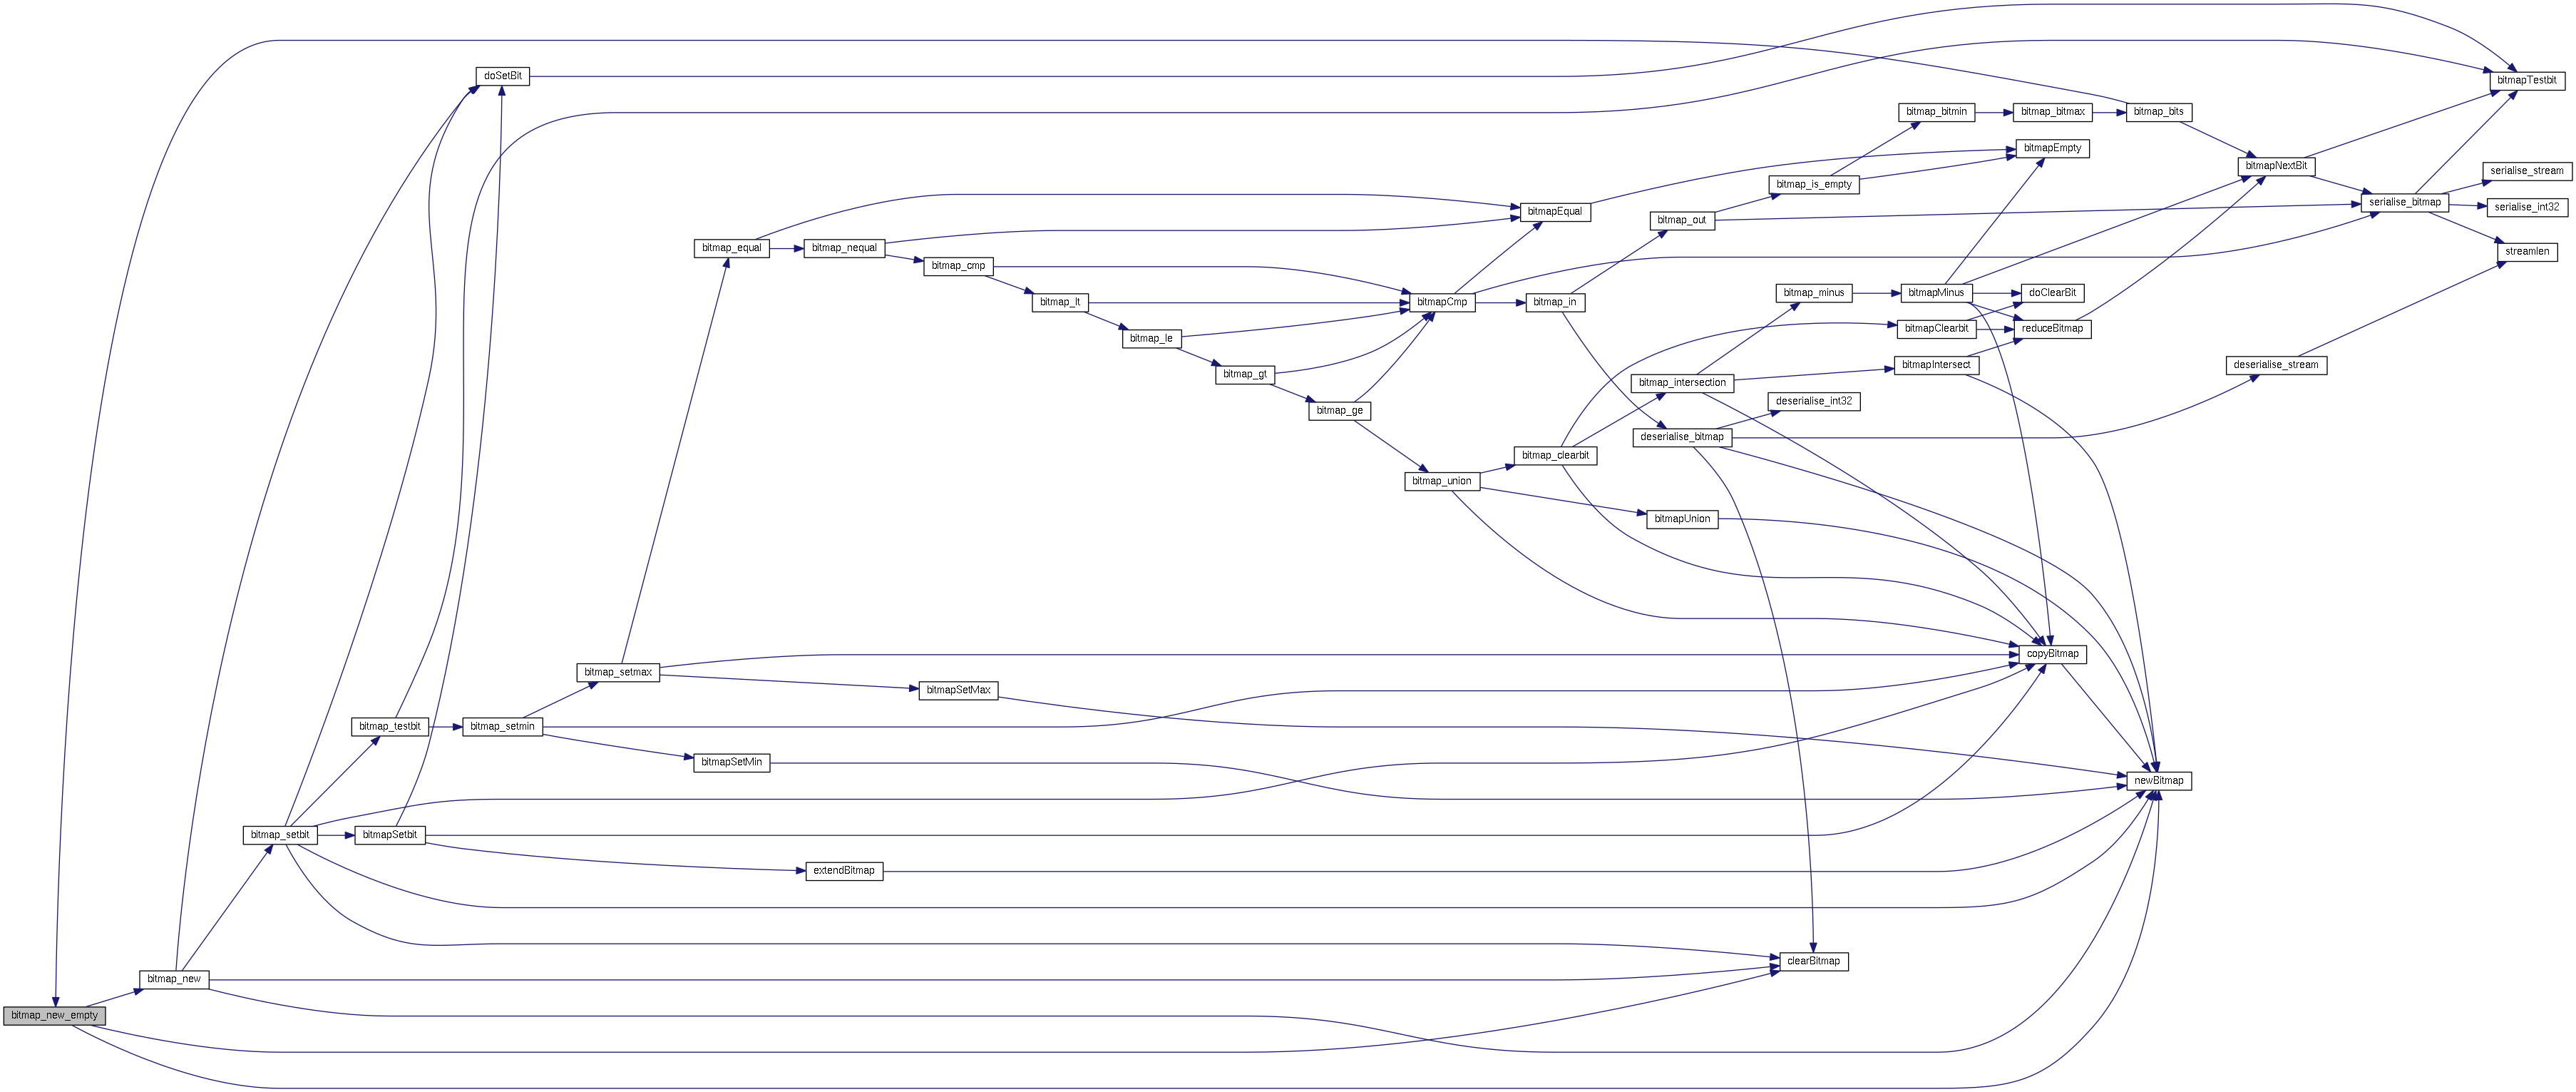 doSetBit
bitmapTestbit
bitmap_bitmin
bitmap_bitmax
bitmap_bits
bitmapEmpty
bitmapNextBit
serialise_stream
bitmap_is_empty
serialise_bitmap
serialise_int32
bitmapEqual
bitmap_out
bitmap_equal
bitmap_nequal
streamlen
bitmap_cmp
bitmap_minus
bitmapMinus
doClearBit
bitmap_lt
bitmapCmp
bitmap_in
bitmapClearbit
reduceBitmap
bitmap_le
bitmapIntersect
deserialise_stream
bitmap_gt
bitmap_intersection
deserialise_int32
bitmap_ge
deserialise_bitmap
bitmap_clearbit
bitmap_union
bitmapUnion
copyBitmap
bitmap_setmax
bitmapSetMax
bitmap_testbit
bitmap_setmin
bitmapSetMin
newBitmap
bitmap_setbit
bitmapSetbit
extendBitmap
clearBitmap
bitmap_new
bitmap_new_empty